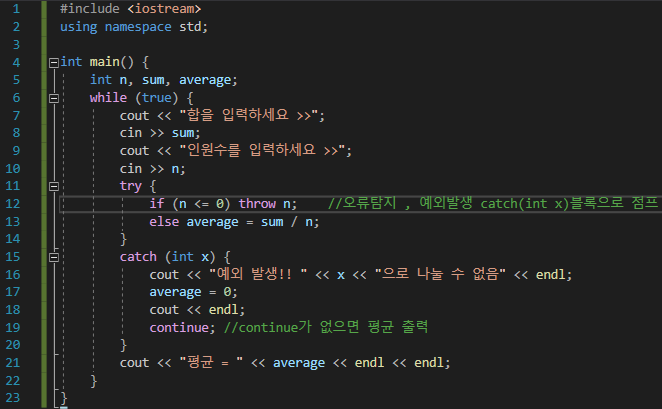 1 #include <iostream>
2 using namespace std;
3
4 int main() {
5 int n, sum, average;
6 while (true) {
7 cout << "합을 입력하세요 >>";
8 cin >> sum;
9 cout << "인원수를 입력하세요 >>";
10 cin >> n;
11 try {
12 if (n <= 0) throw n; //오류탐지 , 예외발생 catch(int x)블록으로 점프
13 else average = sum / n;
14 }
15 catch (int x) {
16 cout << "예외 발생!! " << x << "으로 나눌 수 없음" << endl;
17 average = 0;
18 cout << endl;
19 continue; //continue가 없으면 평균 출력
20 }
21 cout << "평균 = " << average << endl << endl;
22 }
23 }